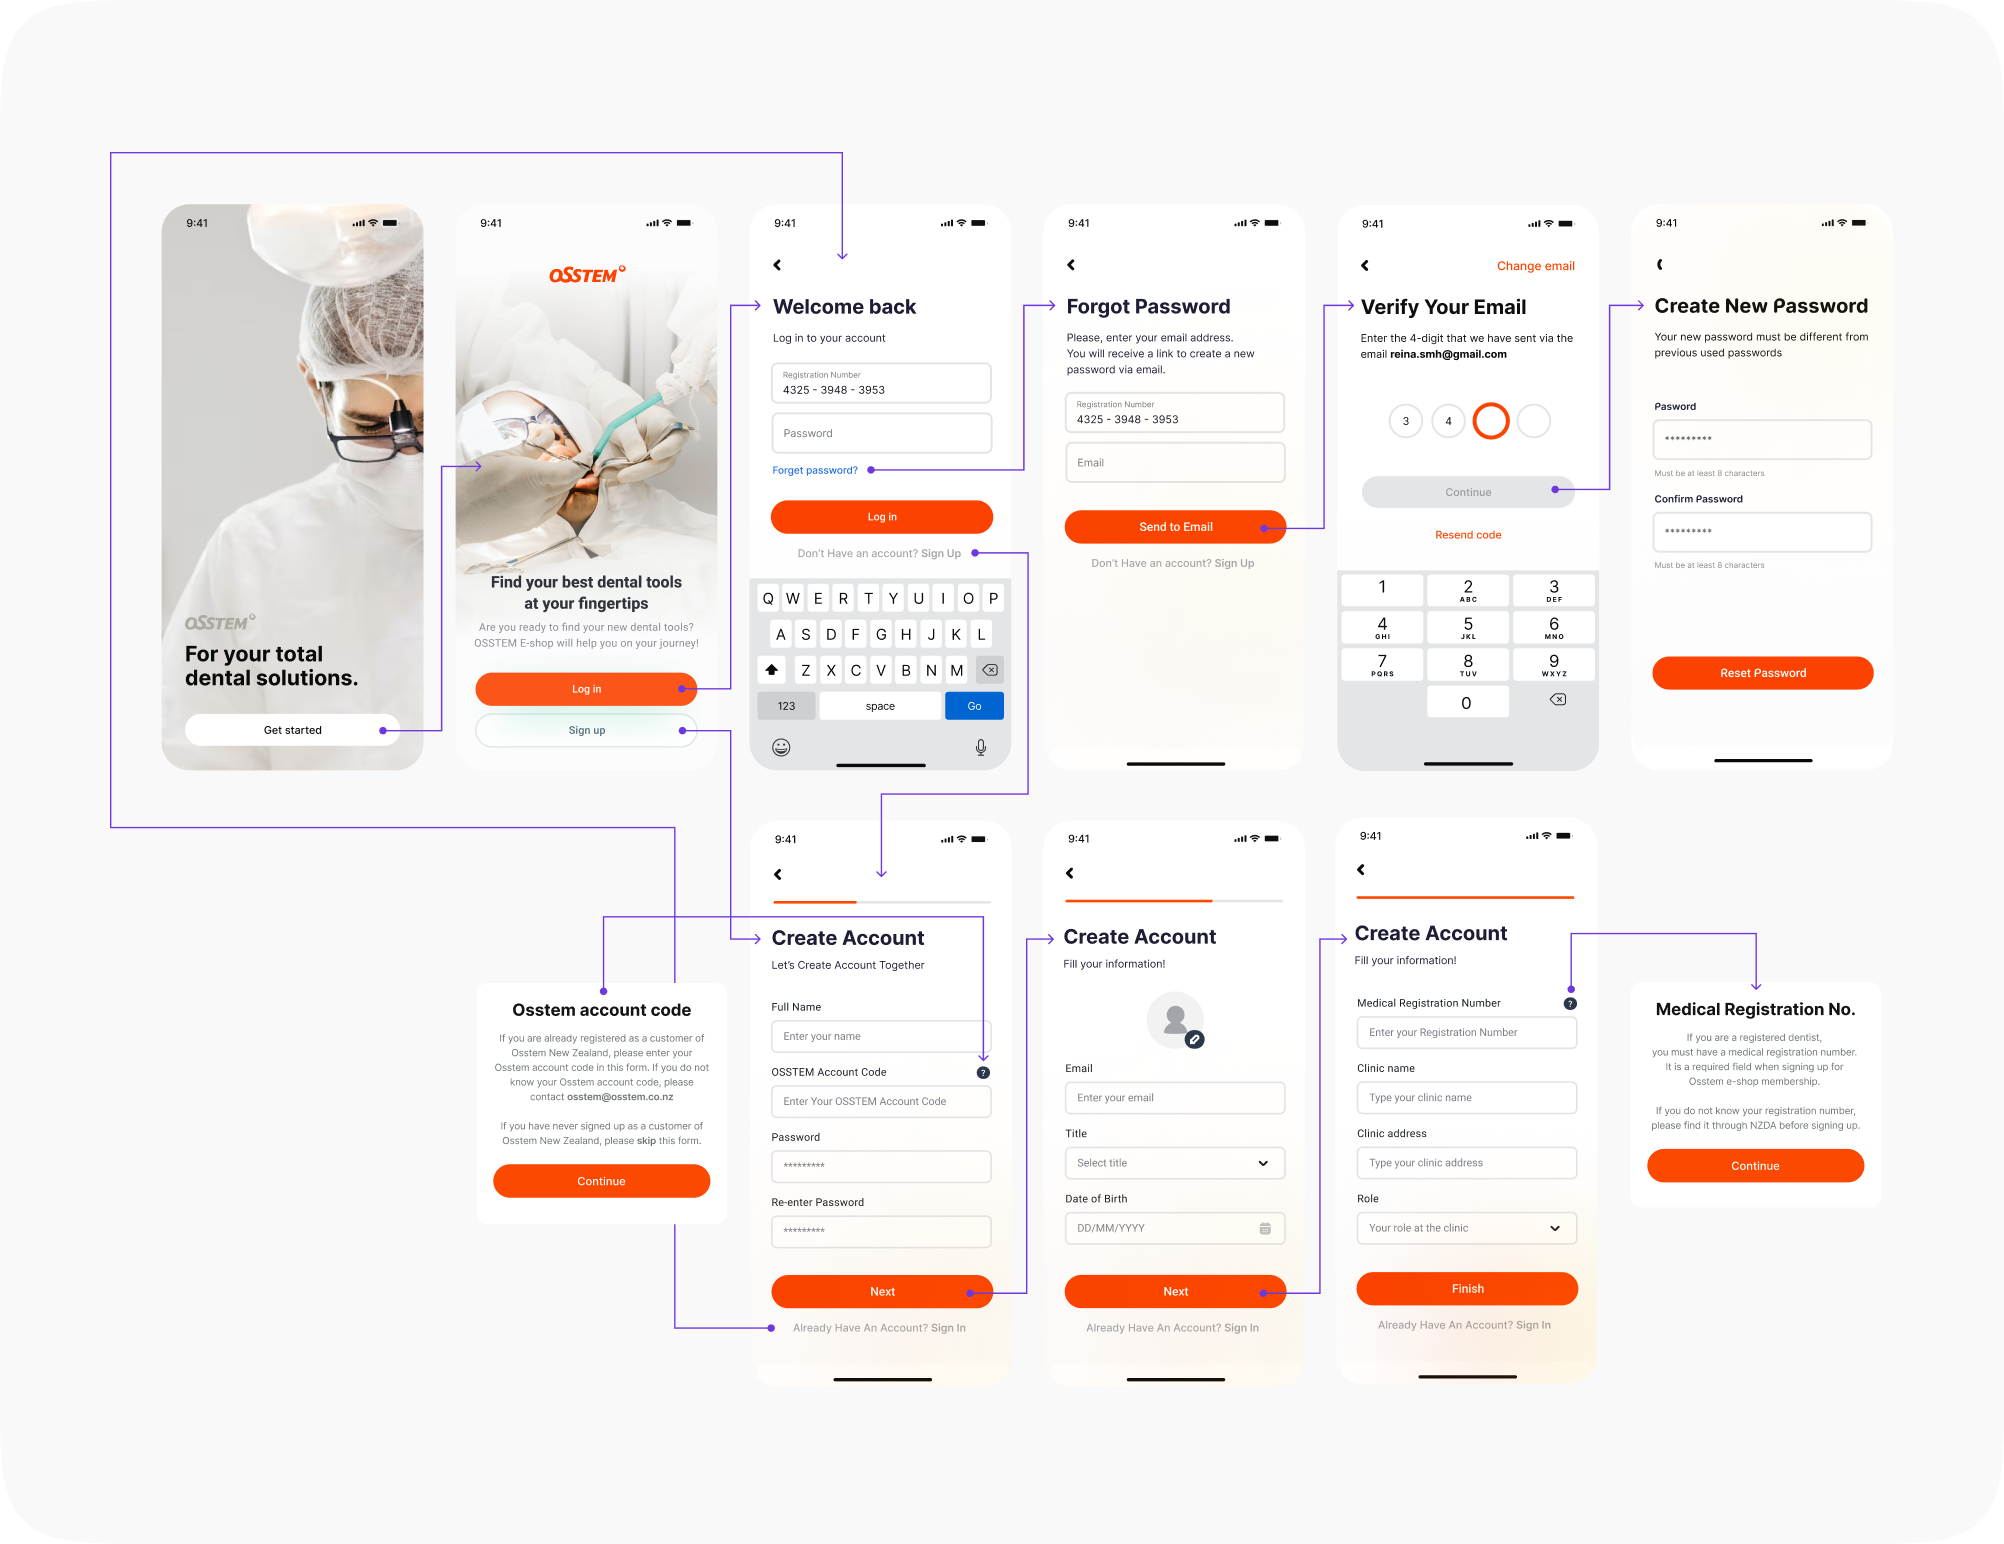 9:41
OSSTEM
For your total
dental solutions.
Get started
9:41
OSSTEM
Find your best dental tools
at your fingertips
Are you ready to find your new dental tools?
OSSTEM E-shop will help you on your journey!
Log in
Sign up
9:41
Welcome back
Log in to your account
Registration Number
4325 - 3948 - 3953
Password
Forget password?
Log in
Don't Have an account? Sign Up
Q W E R T Y U I O P
A S D F G H J K L
Z X C V B N M
123 space Go
9:41
Forgot Password
Please, enter your email address.
You will receive a link to create a new
password via email.
Registration Number
4325 - 3948 - 3953
Email
Send to Email
Don't Have an account? Sign Up
9:41
Change email
Verify Your Email
Enter the 4-digit that we have sent via the
email reina.smh@gmail.com
3 4
Continue
Resend code
1 2 3
ABC DEF
4 5 6
GHI JKL MNO
7 8 9
PQRS TUV WXYZ
0
9:41
Create New Password
Your new password must be different from
previous used passwords
Pasword
*********
Must be at least 8 characters
Confirm Password
*********
Must be at least 8 characters
Reset Password
Osstem account code
If you are already registered as a customer of
Osstem New Zealand, please enter your
Osstem account code in this form. If you do not
know your Osstem account code, please
contact osstem@osstem.co.nz
If you have never signed up as a customer of
Osstem New Zealand, please skip this form.
Continue
9:41
Create Account
Let's Create Account Together
Full Name
Enter your name
OSSTEM Account Code ?
Enter Your OSSTEM Account Code
Password
*********
Re-enter Password
*********
Next
Already Have An Account? Sign In
9:41
Create Account
Fill your information!
Email
Enter your email
Title
Select title
Date of Birth
DD/MM/YYYY
Next
Already Have An Account? Sign In
9:41
Create Account
Fill your information!
Medical Registration Number ?
Enter your Registration Number
Clinic name
Type your clinic name
Clinic address
Type your clinic address
Role
Your role at the clinic
Finish
Already Have An Account? Sign In
Medical Registration No.
If you are a registered dentist,
you must have a medical registration number.
It is a required field when signing up for
Osstem e-shop membership.
If you do not know your registration number,
please find it through NZDA before signing up.
Continue